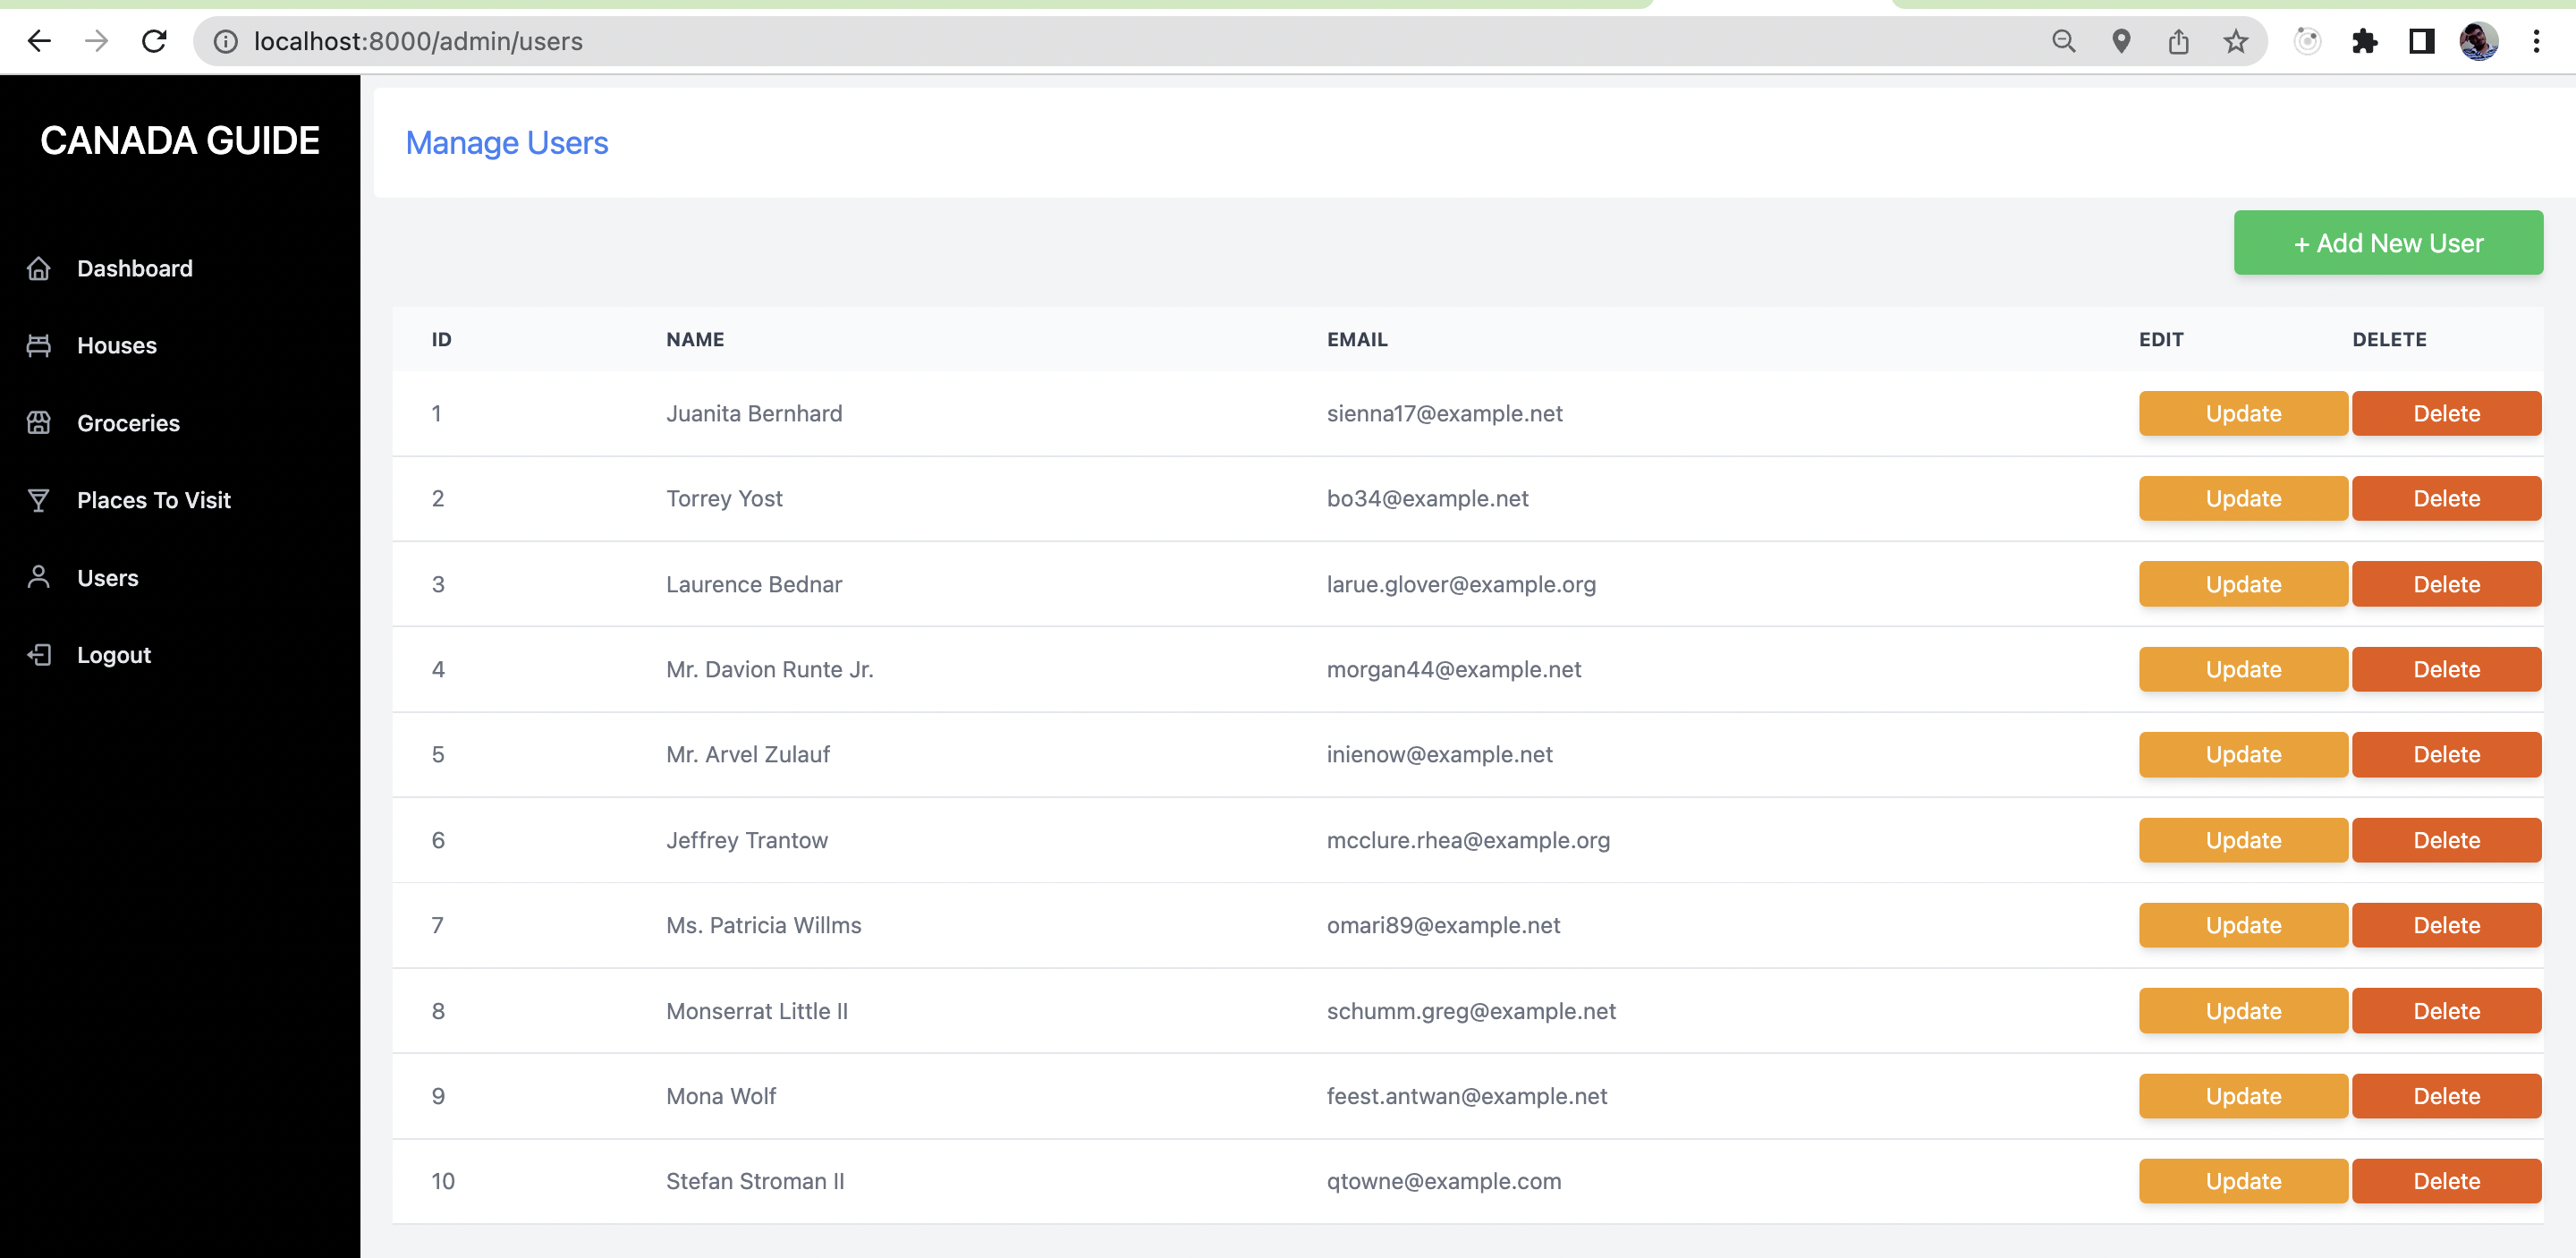 localhost:8000/admin/users
CANADA GUIDE
Dashboard
Houses
Groceries
Places To Visit
Users
Logout
Manage Users
+ Add New User
ID NAME EMAIL EDIT DELETE
1 Juanita Bernhard sienna17@example.net Update Delete
2 Torrey Yost bo34@example.net Update Delete
3 Laurence Bednar larue.glover@example.org Update Delete
4 Mr. Davion Runte Jr. morgan44@example.net Update Delete
5 Mr. Arvel Zulauf inienow@example.net Update Delete
6 Jeffrey Trantow mcclure.rhea@example.org Update Delete
7 Ms. Patricia Willms omari89@example.net Update Delete
8 Monserrat Little II schumm.greg@example.net Update Delete
9 Mona Wolf feest.antwan@example.net Update Delete
10 Stefan Stroman II qtowne@example.com Update Delete